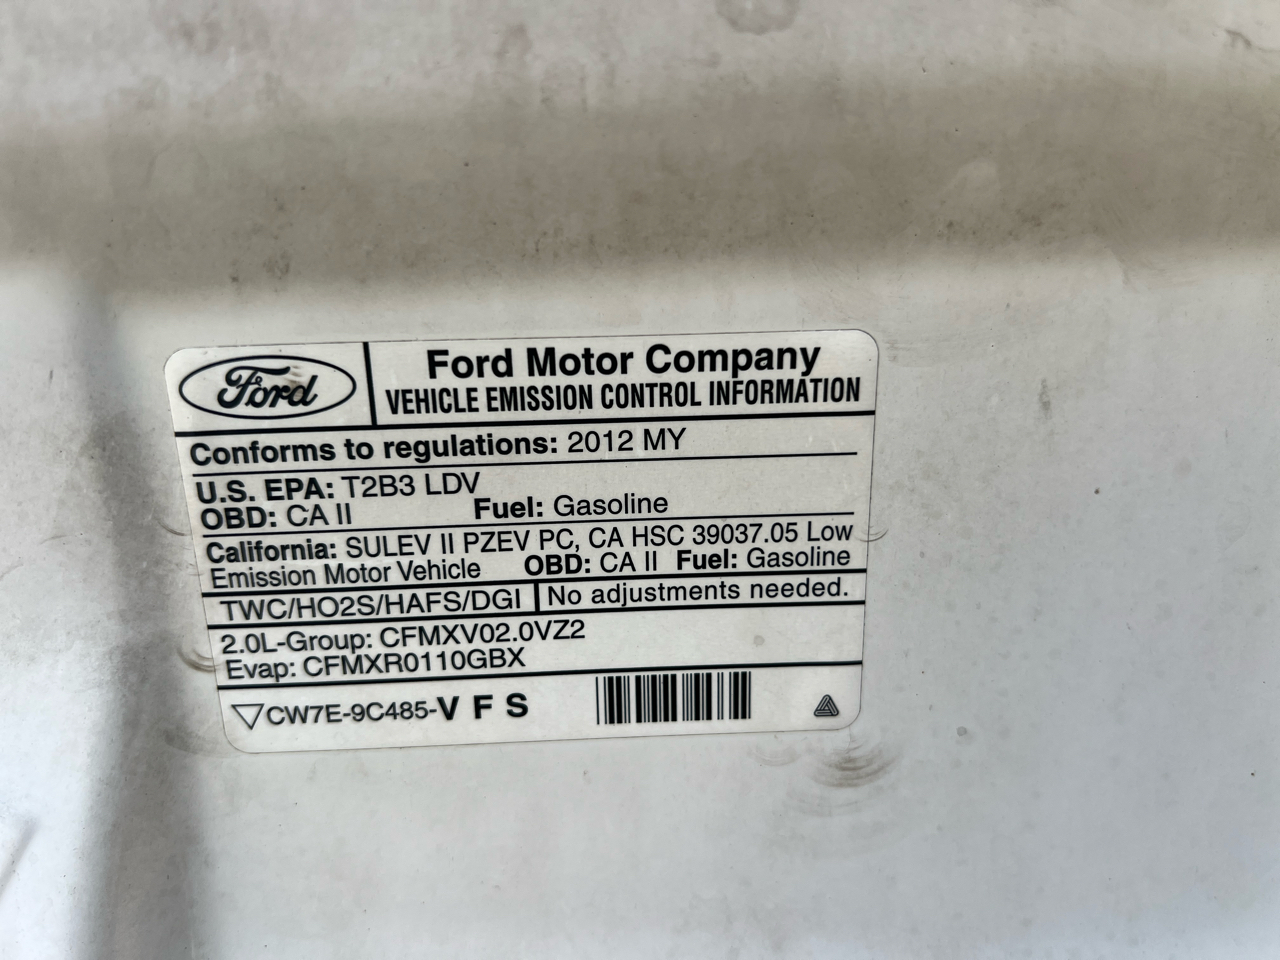 Ford
Ford Motor Company
VEHICLE EMISSION CONTROL INFORMATION
Conforms to regulations: 2012 MY
U.S. EPA: T2B3 LDV
OBD: CA II Fuel: Gasoline
California: SULEV II PZEV PC, CA HSC 39037.05 Low
Emission Motor Vehicle OBD: CA II Fuel: Gasoline
TWC/HO2S/HAFS/DGI No adjustments needed.
2.0L-Group: CFMXV02.0VZ2
Evap: CFMXR0110GBX
CW7E-9C485-V F S